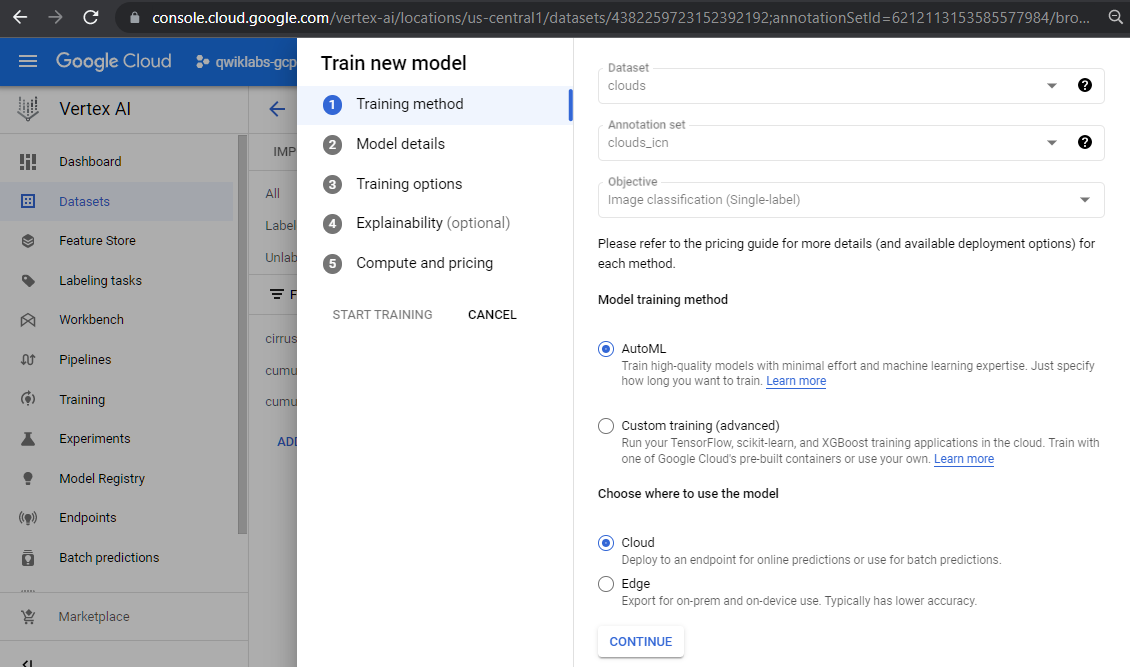 console.cloud.google.com/vertex-ai/locations/us-central1/datasets/4382259723152392192;annotationSetId=6212113153585577984/bro...
Google Cloud
qwiklabs-gcp
Vertex AI
Dashboard
Datasets
Feature Store
Labeling tasks
Workbench
Pipelines
Training
Experiments
Model Registry
Endpoints
Batch predictions
Marketplace
IMP
All
Label
Unlab
F
cirrus
cumu
cumu
ADD
Train new model
1 Training method
2 Model details
3 Training options
4 Explainability (optional)
5 Compute and pricing
START TRAINING CANCEL
Dataset
clouds
Annotation set
clouds_icn
Objective
Image classification (Single-label)
Please refer to the pricing guide for more details (and available deployment options) for
each method.
Model training method
AutoML
Train high-quality models with minimal effort and machine learning expertise. Just specify
how long you want to train. Learn more
Custom training (advanced)
Run your TensorFlow, scikit-learn, and XGBoost training applications in the cloud. Train with
one of Google Cloud's pre-built containers or use your own. Learn more
Choose where to use the model
Cloud
Deploy to an endpoint for online predictions or use for batch predictions.
Edge
Export for on-prem and on-device use. Typically has lower accuracy.
CONTINUE